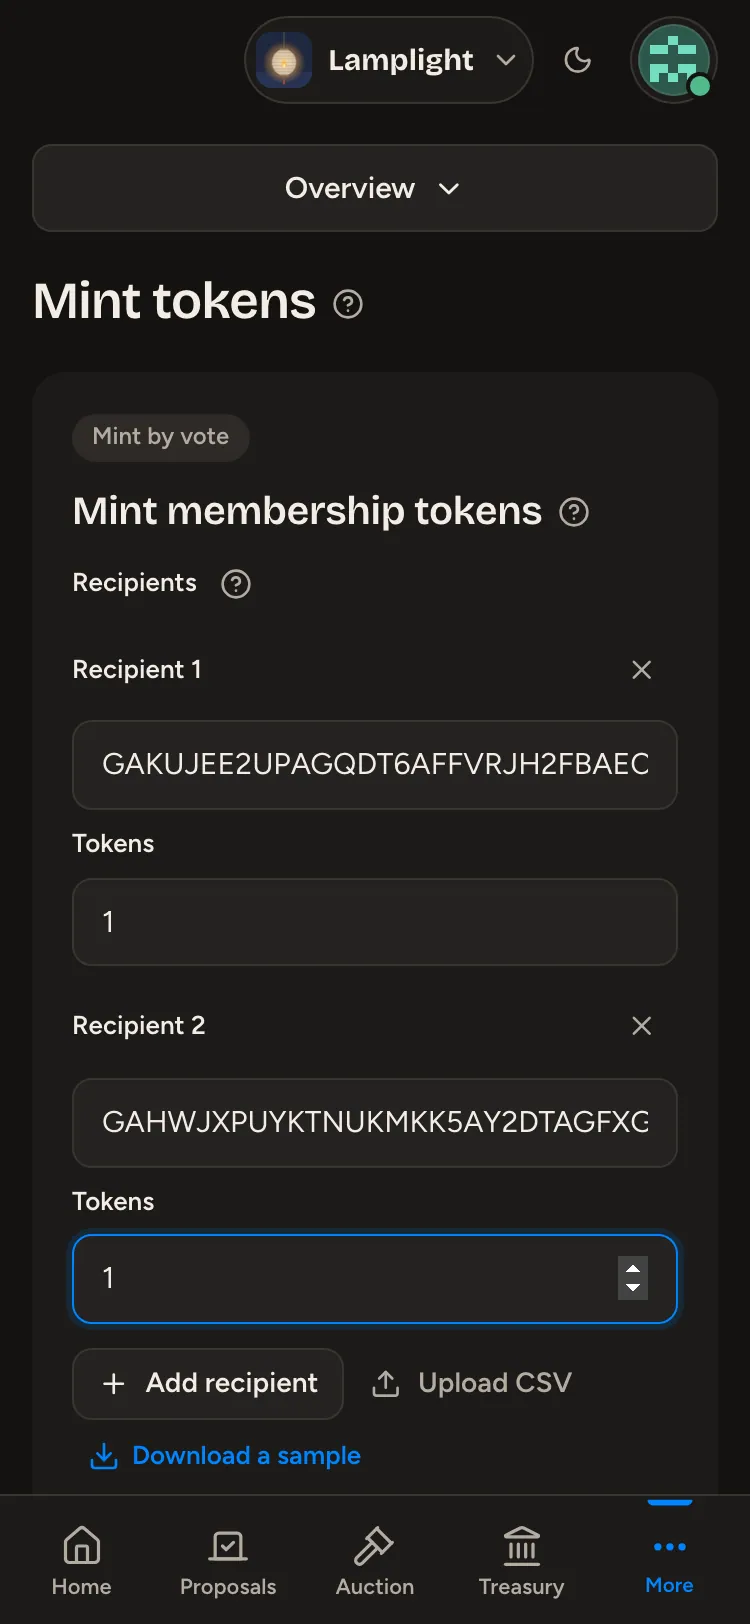 Lamplight
Overview
Mint tokens
Mint by vote
Mint membership tokens
Recipients
Recipient 1
GAKUJEE2UPAGQDT6AFFVRJH2FBAEC
Tokens
1
Recipient 2
GAHWJXPUYKTNUKMKK5AY2DTAGFXG
Tokens
1
Add recipient
Upload CSV
Download a sample
Home
Proposals
Auction
Treasury
More